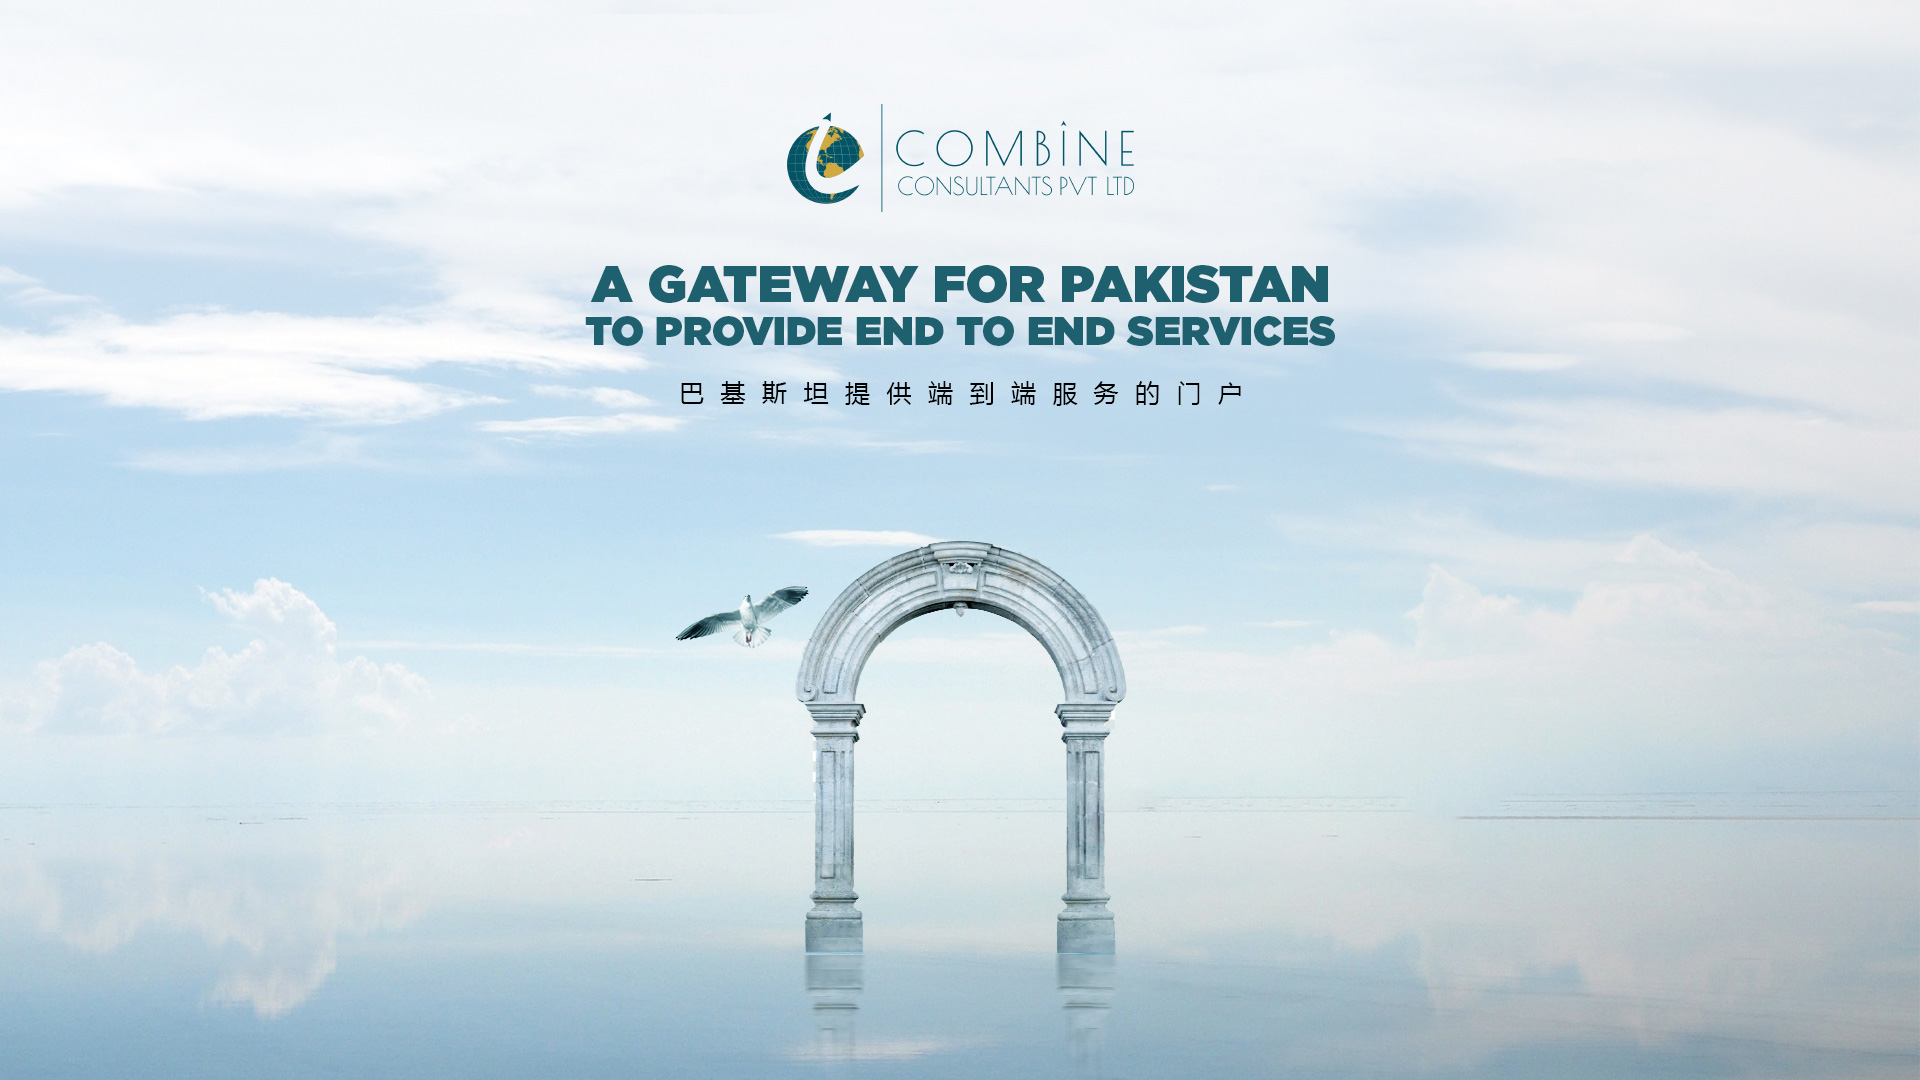 COMBINE
CONSULTANTS PVT LTD
A GATEWAY FOR PAKISTAN
TO PROVIDE END TO END SERVICES
巴基斯坦提供端到端服务的门户